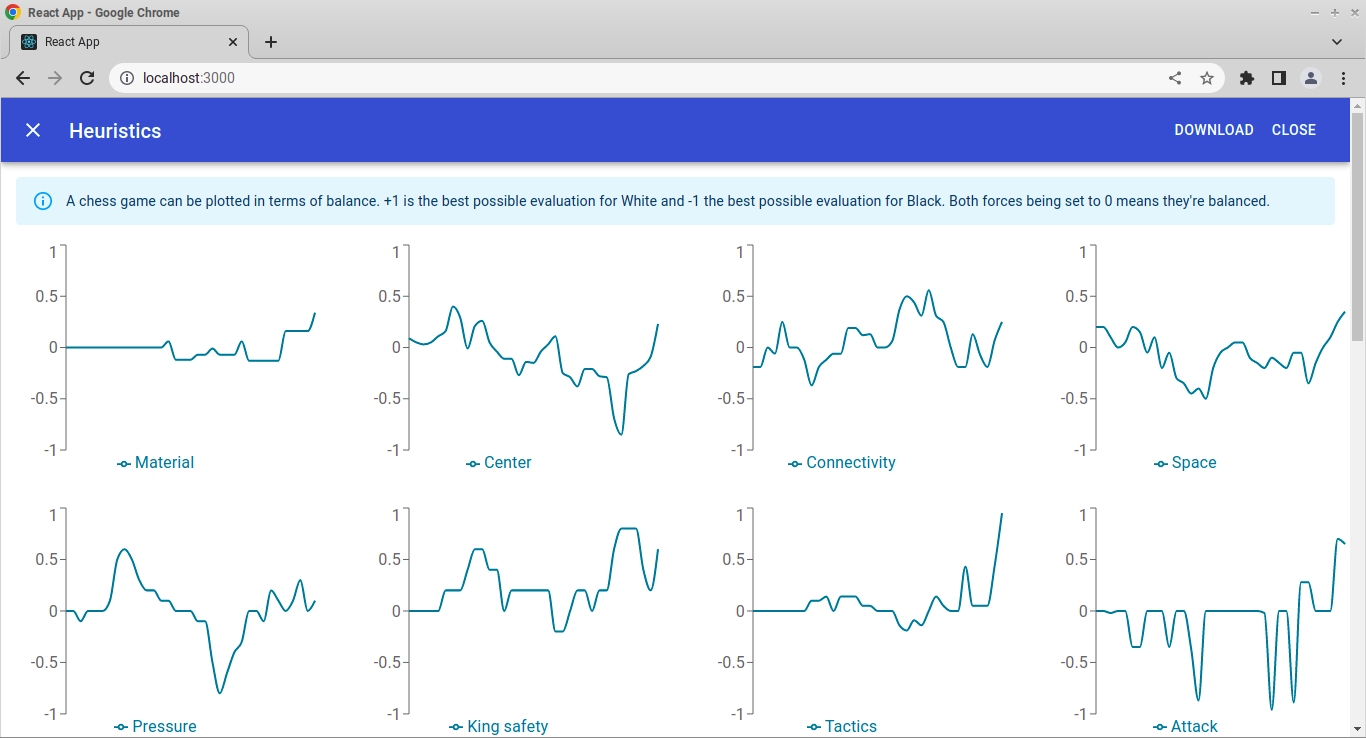 React App - Google Chrome
React App
localhost:3000
Heuristics
DOWNLOAD CLOSE
A chess game can be plotted in terms of balance. +1 is the best possible evaluation for White and -1 the best possible evaluation for Black. Both forces being set to 0 means they're balanced.
1
0.5
0
-0.5
-1
Material
1
0.5
0
-0.5
-1
Center
1
0.5
0
-0.5
-1
Connectivity
1
0.5
0
-0.5
-1
Space
1
0.5
0
-0.5
-1
Pressure
1
0.5
0
-0.5
-1
King safety
1
0.5
0
-0.5
-1
Tactics
1
0.5
0
-0.5
-1
Attack